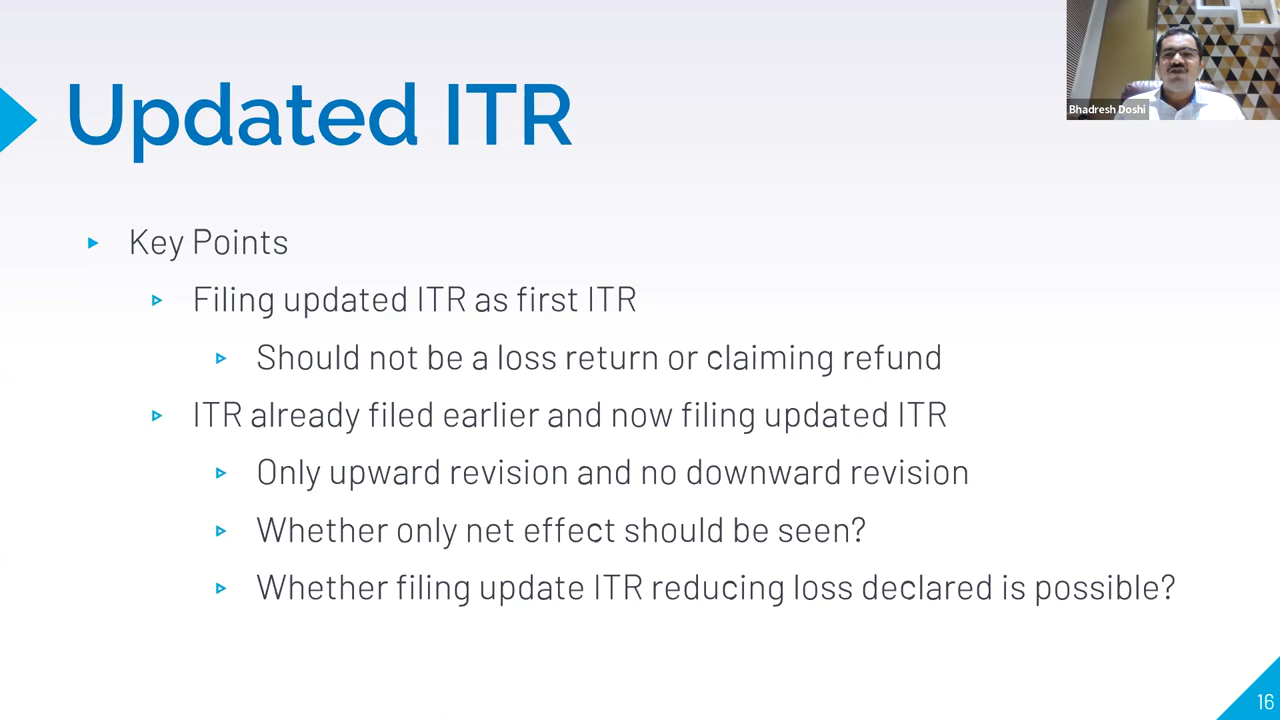 Bhadresh Doshi
Updated ITR
Key Points
Filing updated ITR as first ITR
Should not be a loss return or claiming refund
ITR already filed earlier and now filing updated ITR
Only upward revision and no downward revision
Whether only net effect should be seen?
Whether filing update ITR reducing loss declared is possible?
16